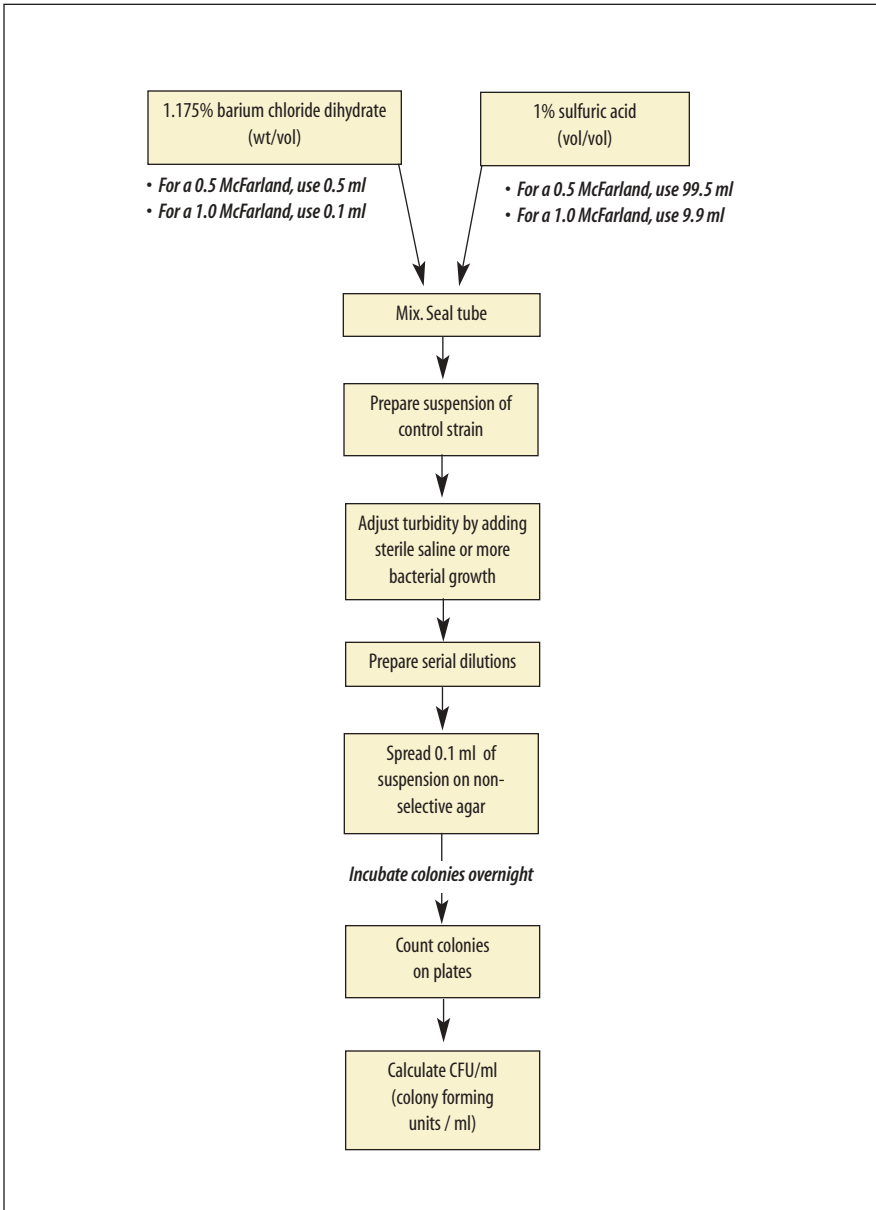 1.175% barium chloride dihydrate
(wt/vol)
1% sulfuric acid
(vol/vol)
• For a 0.5 McFarland, use 0.5 ml
• For a 1.0 McFarland, use 0.1 ml
• For a 0.5 McFarland, use 99.5 ml
• For a 1.0 McFarland, use 9.9 ml
Mix. Seal tube
Prepare suspension of
control strain
Adjust turbidity by adding
sterile saline or more
bacterial growth
Prepare serial dilutions
Spread 0.1 ml of
suspension on non-
selective agar
Incubate colonies overnight
Count colonies
on plates
Calculate CFU/ml
(colony forming
units / ml)